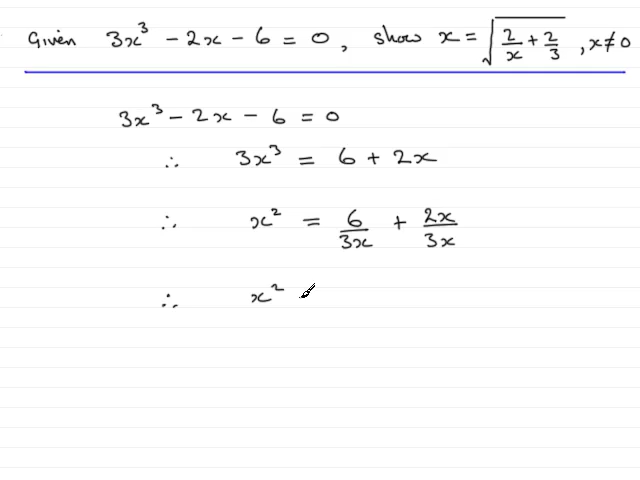 Given 3x³ - 2x - 6 = 0, show x = √(2/x + 2/3), x≠0
3x³ - 2x - 6 = 0
∴ 3x³ = 6 + 2x
∴ x² = 6/3x + 2x/3x
∴ x²